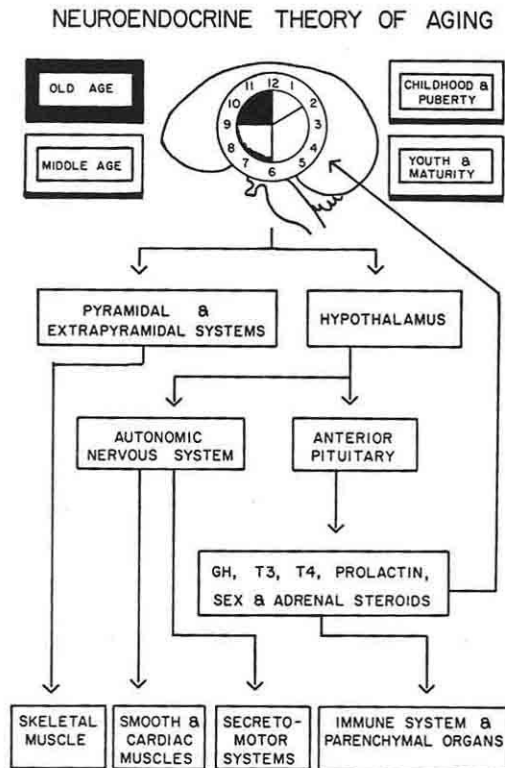 NEUROENDOCRINE THEORY OF AGING
OLD AGE
MIDDLE AGE
12
1
2
3
4
5
6
7
8
9
10
11
CHILDHOOD &
PUBERTY
YOUTH &
MATURITY
PYRAMIDAL &
EXTRAPYRAMIDAL SYSTEMS
HYPOTHALAMUS
AUTONOMIC
NERVOUS SYSTEM
ANTERIOR
PITUITARY
GH, T3, T4, PROLACTIN,
SEX & ADRENAL STEROIDS
SKELETAL
MUSCLE
SMOOTH &
CARDIAC
MUSCLES
SECRETO-
MOTOR
SYSTEMS
IMMUNE SYSTEM &
PARENCHYMAL ORGANS